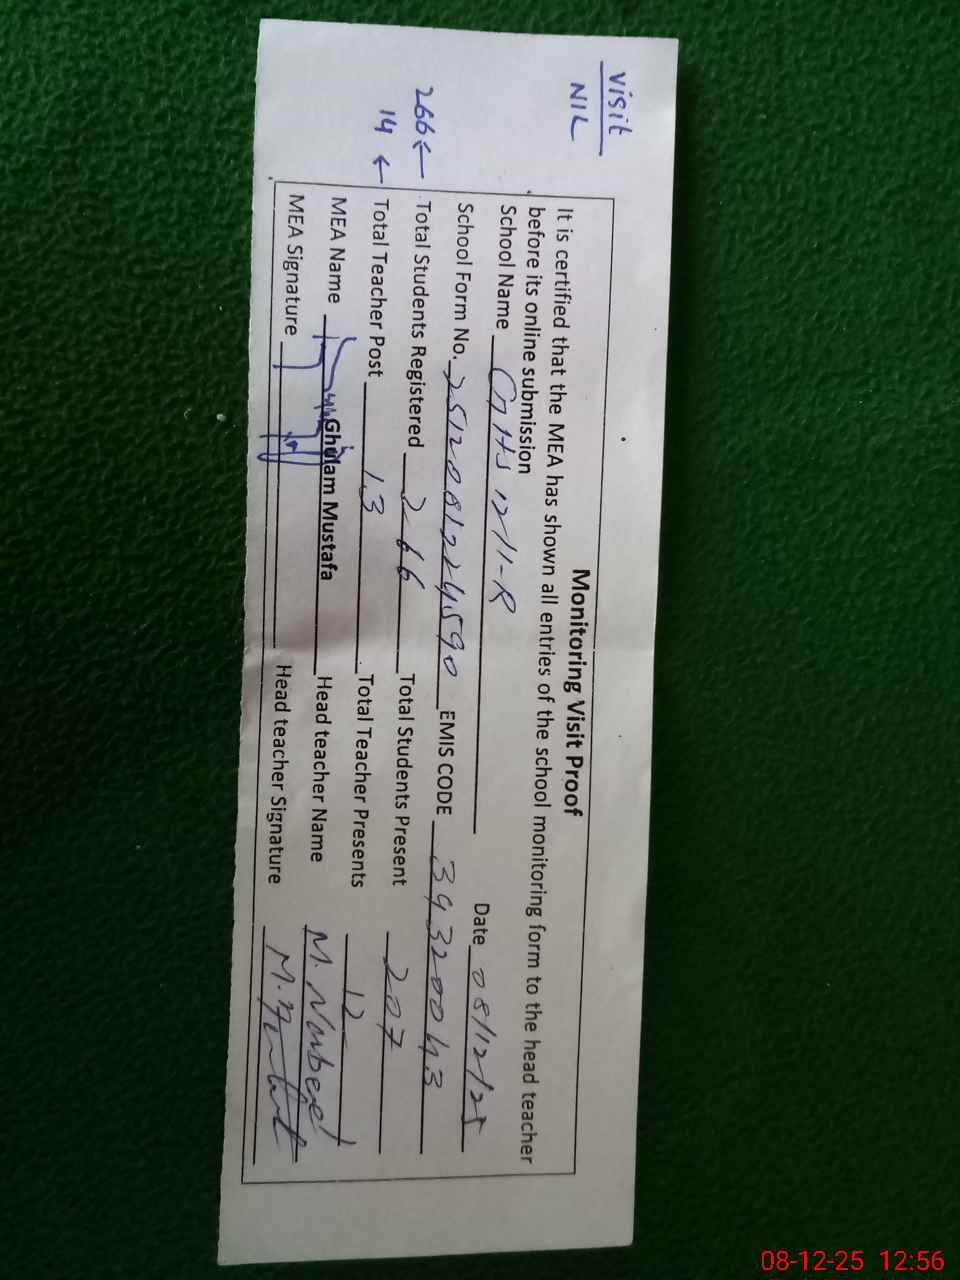 visit
NIL
Monitoring Visit Proof
It is certified that the MEA has shown all entries of the school monitoring form to the head teacher
before its online submission
School Name GHS 12/11-R Date 08/12/25
School Form No. 2512081224590 EMIS CODE 39320043
266 ← Total Students Registered 266 Total Students Present 207
14 ← Total Teacher Post 13 Total Teacher Presents 12
MEA Name Ghulam Mustafa Head teacher Name M. Nabeel
MEA Signature Head teacher Signature
08-12-25 12:56